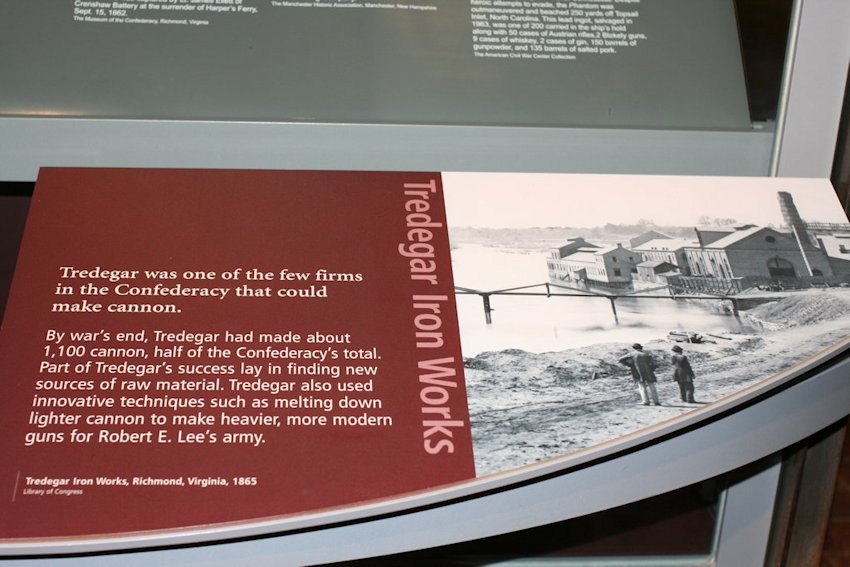 Crenshaw Battery at the surrender of Harper's Ferry,
Sept. 15, 1862.
The Museum of the Confederacy, Richmond, Virginia
The Manchester Historic Association, Manchester, New Hampshire
heroic attempts to evade, the Phantom was
outmaneuvered and beached 250 yards off Topsail
Inlet, North Carolina. This lead ingot, salvaged in
1963, was one of 200 carried in the ship's hold
along with 50 cases of Austrian rifles,2 Blakely guns,
9 cases of whiskey, 2 cases of gin, 150 barrels of
gunpowder, and 135 barrels of salted pork.
The American Civil War Center Collection
Tredegar Iron Works
Tredegar was one of the few firms
in the Confederacy that could
make cannon.
By war's end, Tredegar had made about
1,100 cannon, half of the Confederacy's total.
Part of Tredegar's success lay in finding new
sources of raw material. Tredegar also used
innovative techniques such as melting down
lighter cannon to make heavier, more modern
guns for Robert E. Lee's army.
Tredegar Iron Works, Richmond, Virginia, 1865
Library of Congress